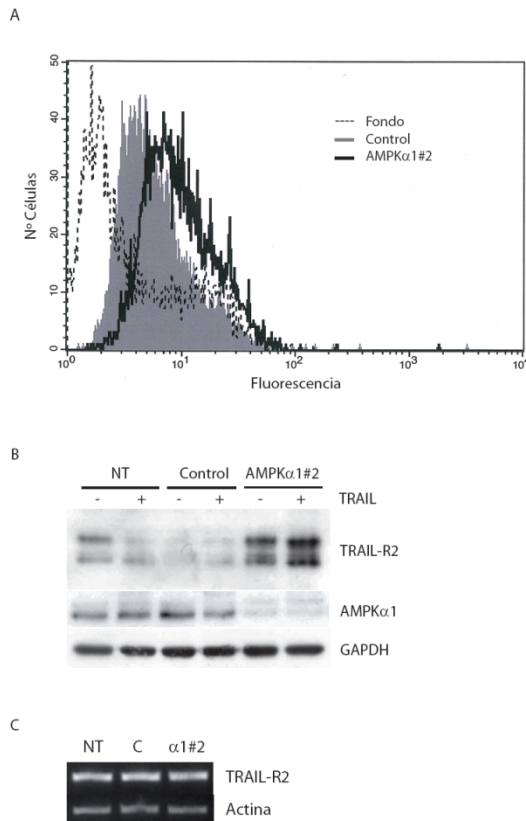 A
50
40
30
20
10
0
Nº Células
Fondo
Control
AMPKα1#2
10⁰ 10¹ 10² 10³
Fluorescencia
B
NT Control AMPKα1#2
- + - + - + TRAIL
TRAIL-R2
AMPKα1
GAPDH
C
NT C α1#2
TRAIL-R2
Actina